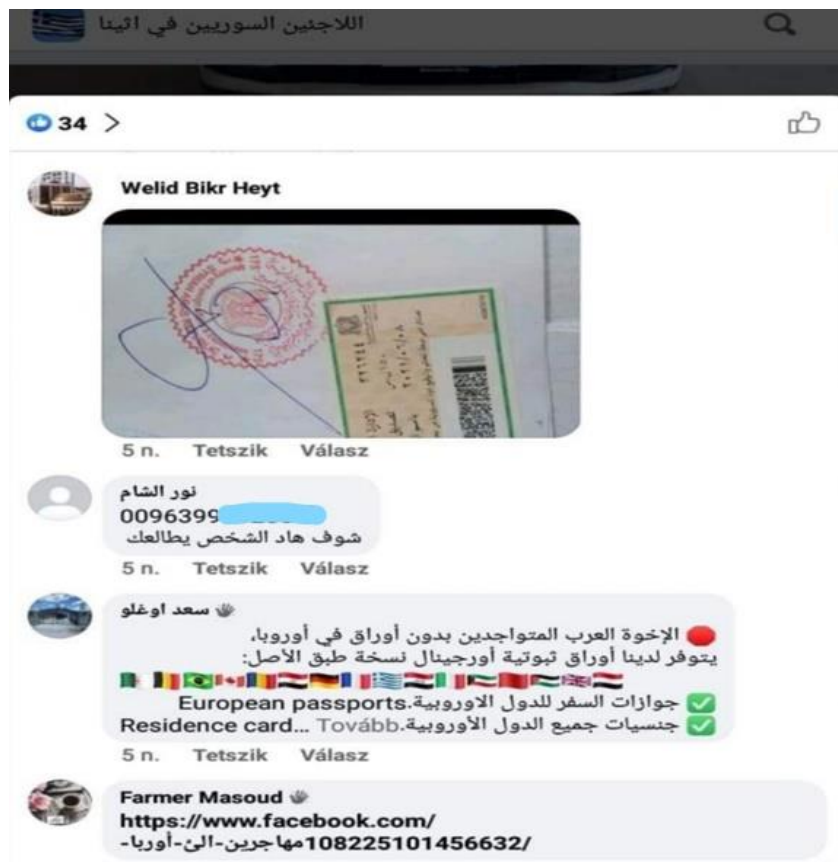 اللاجئين السوريين في اثينا
34 >
Welid Bikr Heyt
٣٢٦٢٤٤
5 n. Tetszik Válasz
نور الشام
0096399
شوف هاد الشخص يطالعك
5 n. Tetszik Válasz
سعد اوغلو
الإخوة العرب المتواجدين بدون أوراق في أوروبا،
يتوفر لدينا أوراق ثبوتية أورجينال نسخة طبق الأصل:
جوازات السفر للدول الاوروبية.European passports
جنسيات جميع الدول الأوروبية.Residence card... Tovább
5 n. Tetszik Válasz
Farmer Masoud
https://www.facebook.com/
مهاجرين-الئ-أوربا-108225101456632/